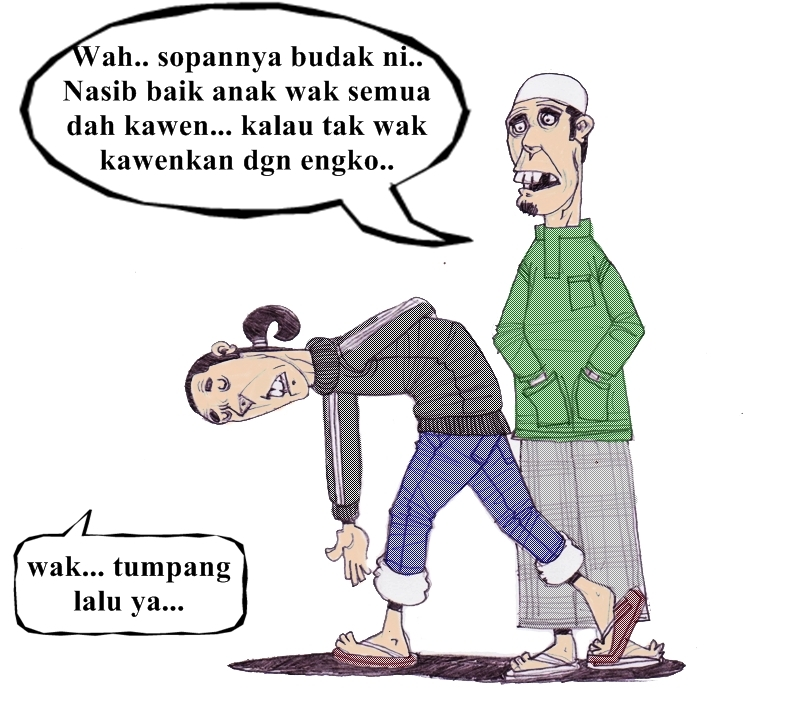 Wah.. sopannya budak ni..
Nasib baik anak wak semua
dah kawen... kalau tak wak
kawenkan dgn engko..
wak... tumpang
lalu ya...